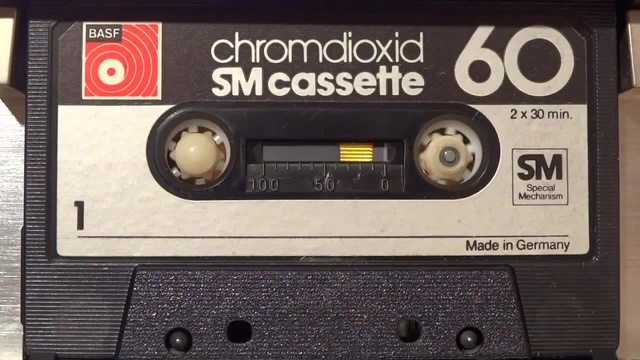 BASF
chromdioxid
SM cassette
60
2 x 30 min.
100 50 0
SM
Special
Mechanism
1
Made in Germany